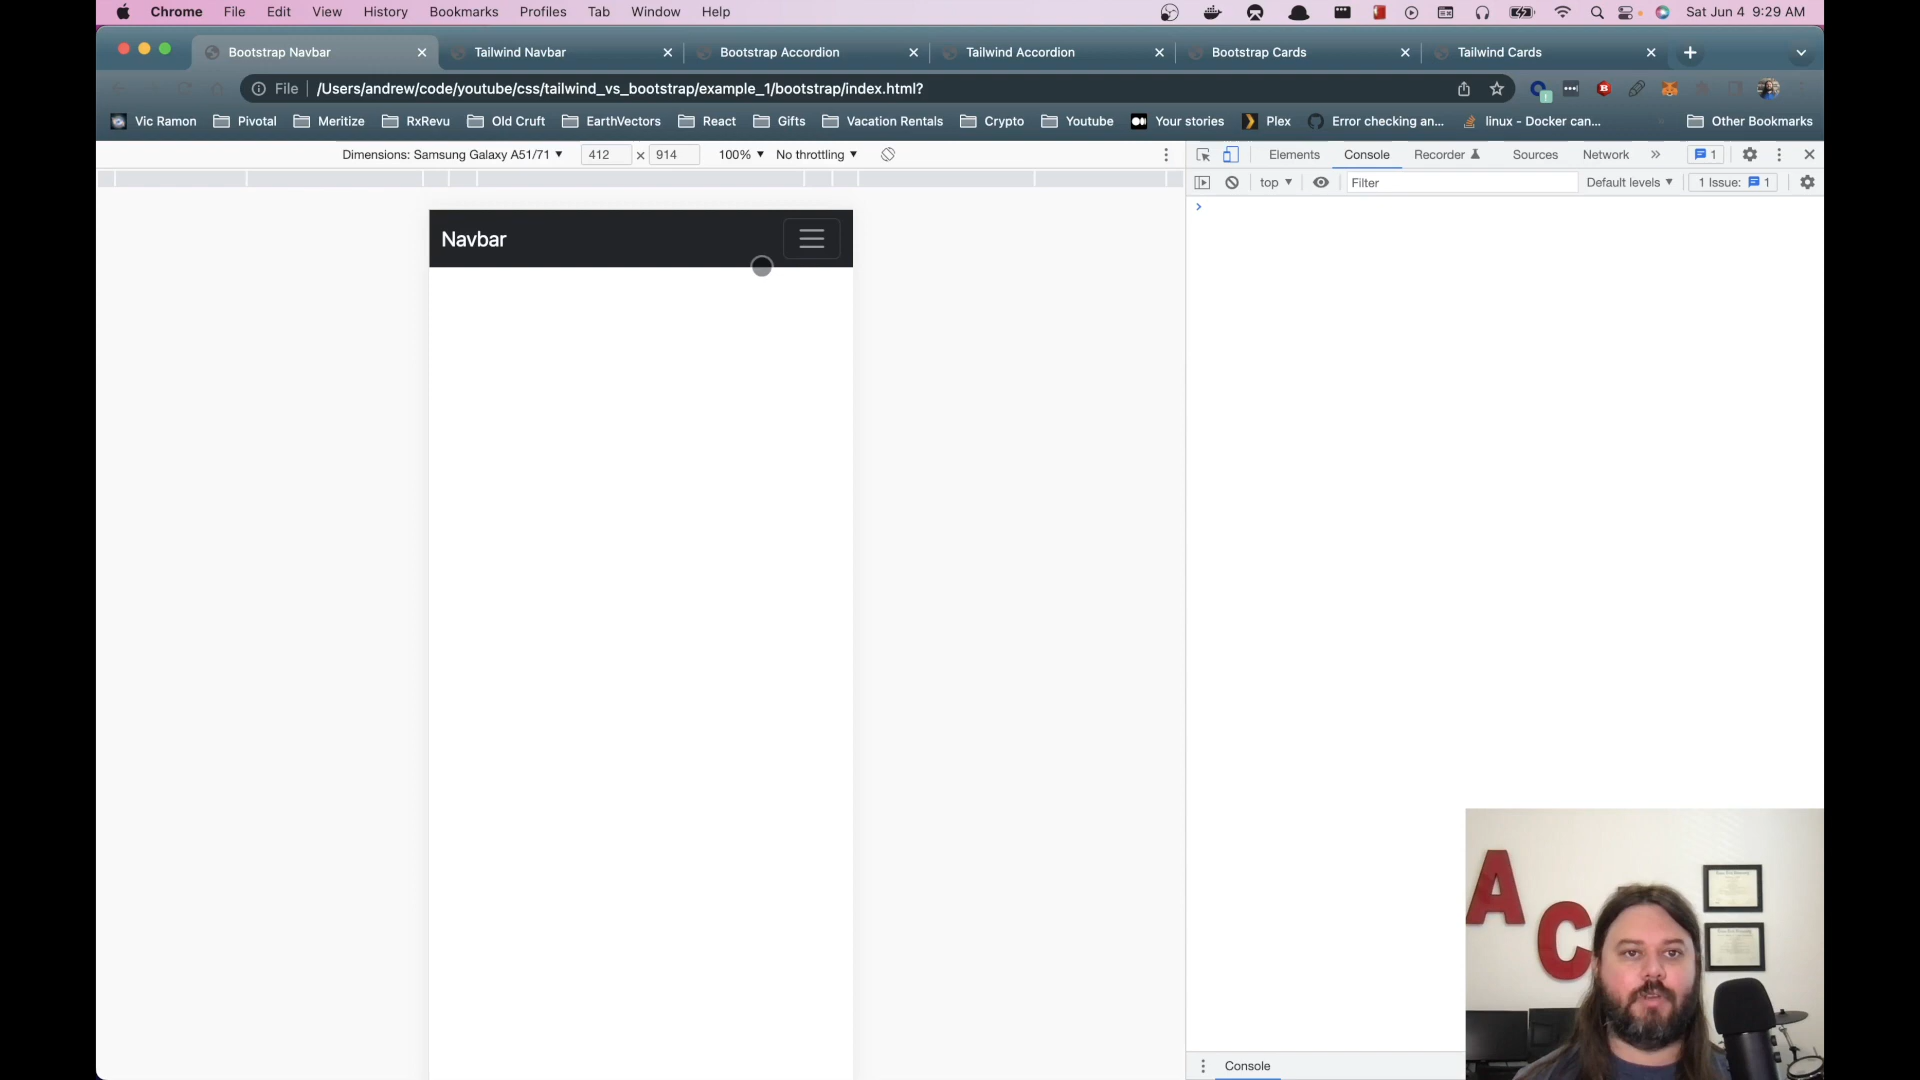 Chrome File Edit View History Bookmarks Profiles Tab Window Help Sat Jun 4 9:29 AM
Bootstrap Navbar Tailwind Navbar Bootstrap Accordion Tailwind Accordion Bootstrap Cards Tailwind Cards
File /Users/andrew/code/youtube/css/tailwind_vs_bootstrap/example_1/bootstrap/index.html?
Vic Ramon Pivotal Meritize RxRevu Old Cruft EarthVectors React Gifts Vacation Rentals Crypto Youtube Your stories Plex Error checking an... linux - Docker can... Other Bookmarks
Dimensions: Samsung Galaxy A51/71 412 x 914 100% No throttling
Elements Console Recorder Sources Network 1
top Filter Default levels 1 Issue: 1
Navbar
A
C
Console